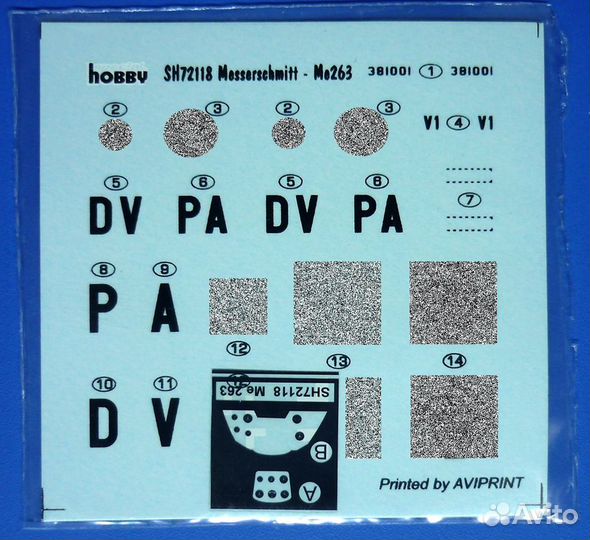 hobby SH72118 Messerschmitt - Me263 381001 1 381001
2 3 2 3
V1 4 V1
5 6 5 6
DV PA DV PA
7
8 9
P A
12 13 14
10 11
D V
SH72118 Me 263
B
A
Printed by AVIPRINT
Avito